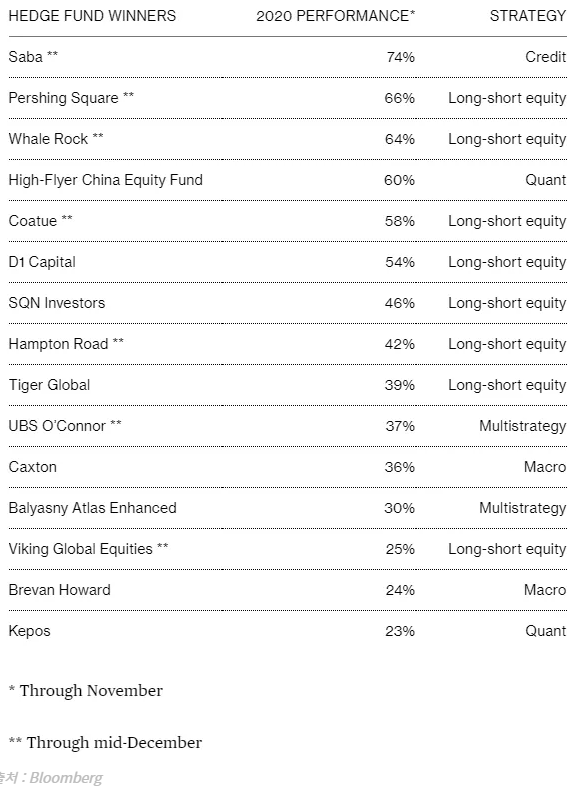 HEDGE FUND WINNERS 2020 PERFORMANCE* STRATEGY
Saba ** 74% Credit
Pershing Square ** 66% Long-short equity
Whale Rock ** 64% Long-short equity
High-Flyer China Equity Fund 60% Quant
Coatue ** 58% Long-short equity
D1 Capital 54% Long-short equity
SQN Investors 46% Long-short equity
Hampton Road ** 42% Long-short equity
Tiger Global 39% Long-short equity
UBS O'Connor ** 37% Multistrategy
Caxton 36% Macro
Balyasny Atlas Enhanced 30% Multistrategy
Viking Global Equities ** 25% Long-short equity
Brevan Howard 24% Macro
Kepos 23% Quant
* Through November
** Through mid-December
출처 : Bloomberg